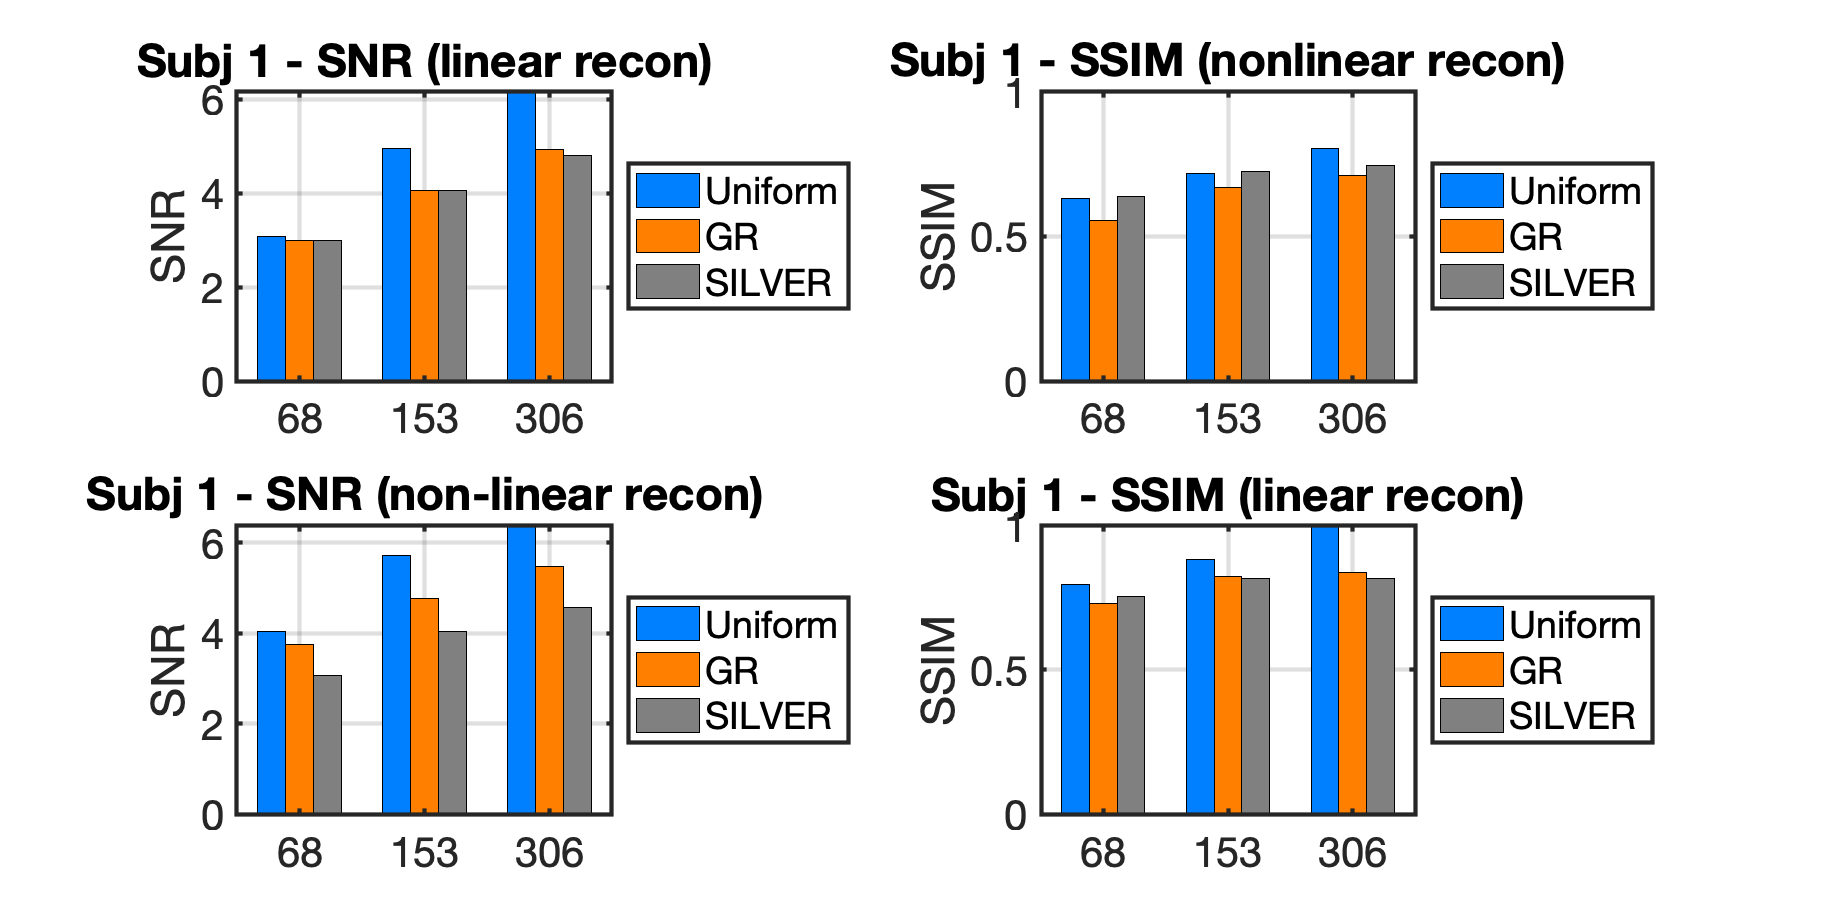 Subj 1 - SNR (linear recon)
6
4
2
0
SNR
68 153 306
Uniform
GR
SILVER
Subj 1 - SSIM (nonlinear recon)
1
0.5
0
SSIM
68 153 306
Uniform
GR
SILVER
Subj 1 - SNR (non-linear recon)
6
4
2
0
SNR
68 153 306
Uniform
GR
SILVER
Subj 1 - SSIM (linear recon)
1
0.5
0
SSIM
68 153 306
Uniform
GR
SILVER